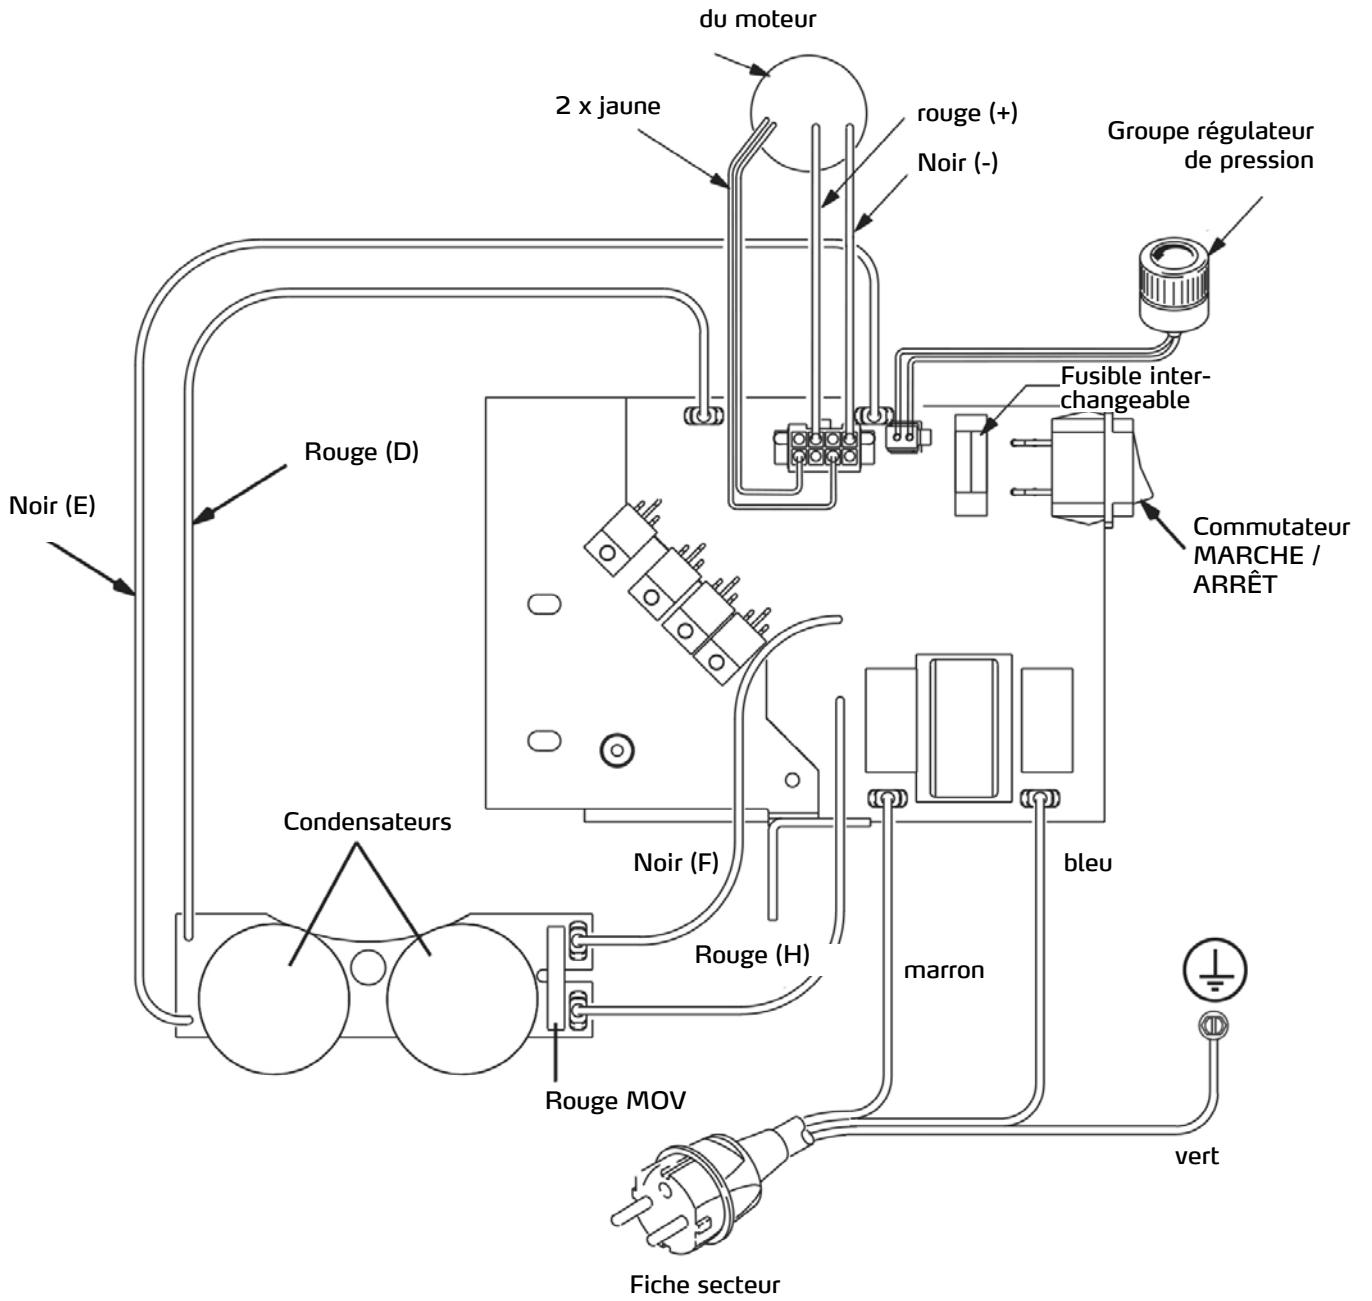 du moteur
2 x jaune
rouge (+)
Noir (-)
Groupe régulateur
de pression
Fusible inter-
changeable
Rouge (D)
Noir (E)
Commutateur
MARCHE /
ARRÊT
Condensateurs
Noir (F)
bleu
Rouge (H)
marron
Rouge MOV
vert
Fiche secteur